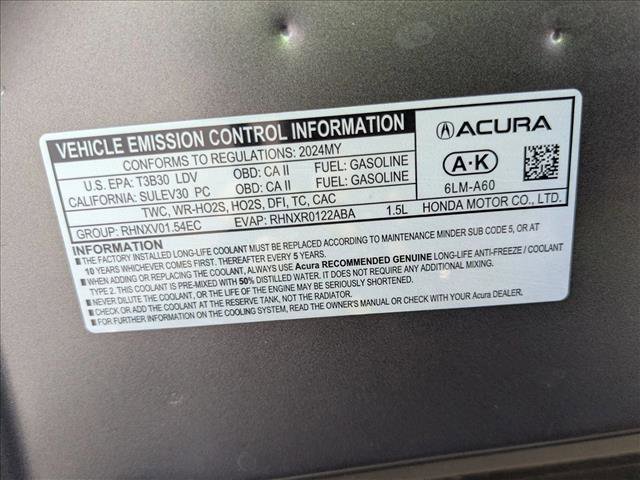 VEHICLE EMISSION CONTROL INFORMATION
CONFORMS TO REGULATIONS: 2024MY
U.S. EPA: T3B30 LDV OBD: CA II FUEL: GASOLINE
CALIFORNIA: SULEV30 PC OBD: CA II FUEL: GASOLINE
TWC, WR-HO2S, HO2S, DFI, TC, CAC
GROUP: RHNXV01.54EC EVAP: RHNXR0122ABA 1.5L
ACURA
A-K
6LM-A60
HONDA MOTOR CO., LTD.
INFORMATION
▶ THE FACTORY INSTALLED LONG-LIFE COOLANT MUST BE REPLACED ACCORDING TO MAINTENANCE MINDER SUB CODE 5, OR AT
10 YEARS WHICHEVER COMES FIRST. THEREAFTER EVERY 5 YEARS.
▶ WHEN ADDING OR REPLACING THE COOLANT, ALWAYS USE Acura RECOMMENDED GENUINE LONG-LIFE ANTI-FREEZE / COOLANT
TYPE 2. THIS COOLANT IS PRE-MIXED WITH 50% DISTILLED WATER. IT DOES NOT REQUIRE ANY ADDITIONAL MIXING.
▶ NEVER DILUTE THE COOLANT, OR THE LIFE OF THE ENGINE MAY BE SERIOUSLY SHORTENED.
▶ CHECK OR ADD COOLANT AT THE RESERVE TANK, NOT THE RADIATOR.
▶ FOR FURTHER INFORMATION ON THE COOLING SYSTEM, READ THE OWNER'S MANUAL OR CHECK WITH YOUR Acura DEALER.